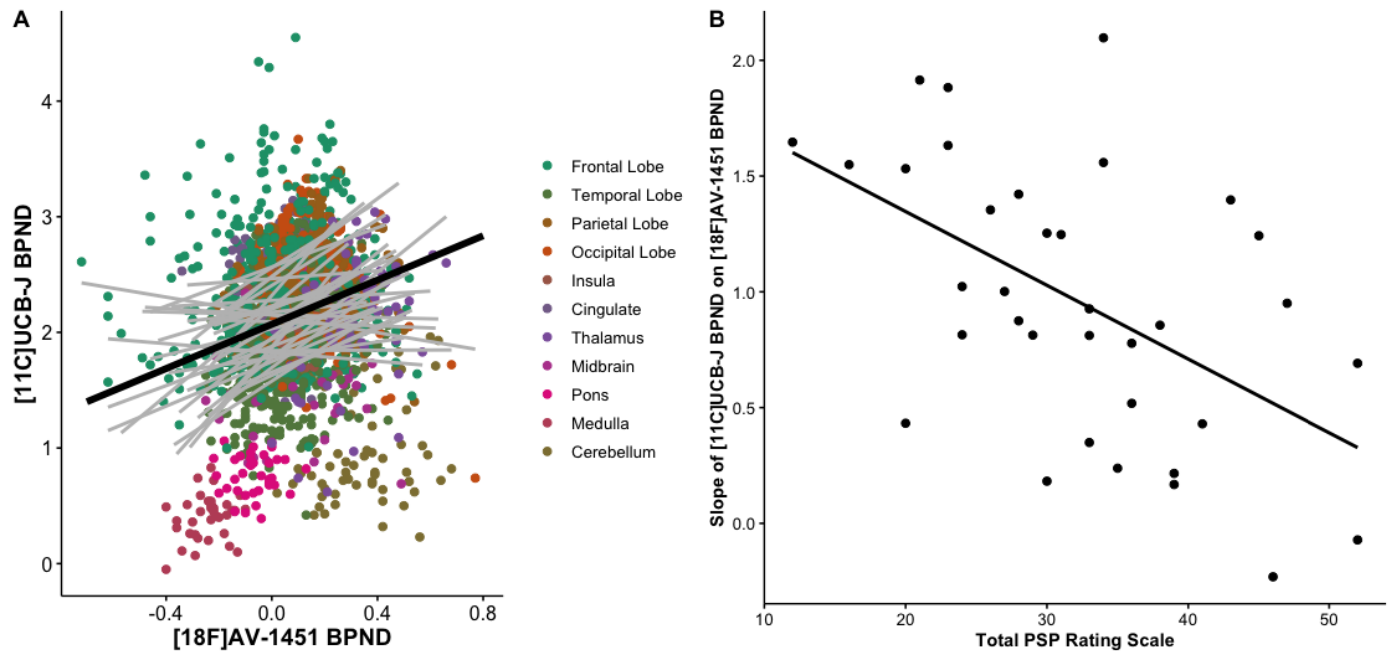 A
[11C]UCB-J BPND
4
3
2
1
0
-0.4
0.0
0.4
0.8
[18F]AV-1451 BPND
Frontal Lobe
Temporal Lobe
Parietal Lobe
Occipital Lobe
Insula
Cingulate
Thalamus
Midbrain
Pons
Medulla
Cerebellum
B
Slope of [11C]UCB-J BPND on [18F]AV-1451 BPND
2.0
1.5
1.0
0.5
0.0
10
20
30
40
50
Total PSP Rating Scale